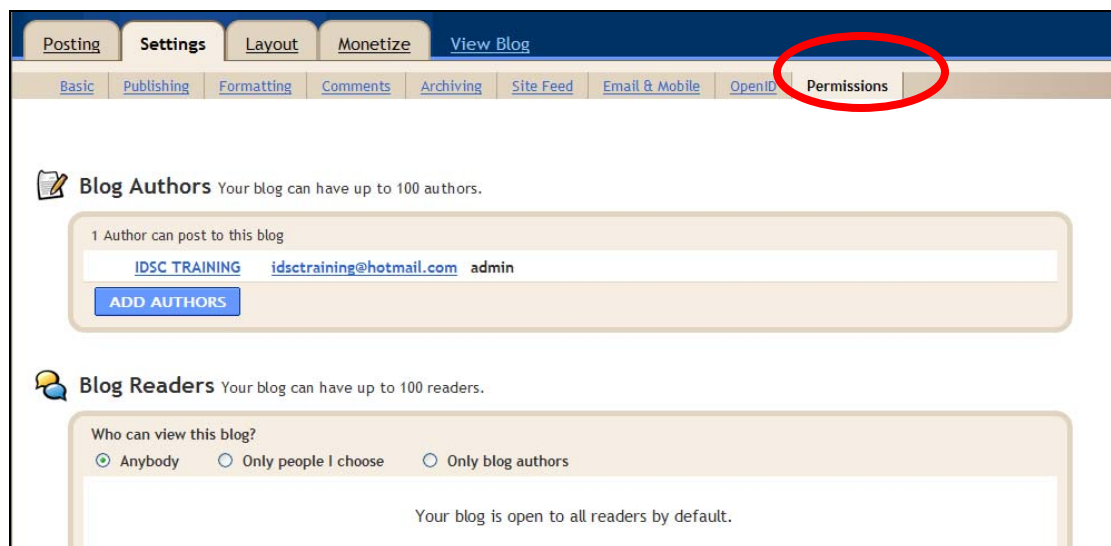 Posting Settings Layout Monetize View Blog
Basic Publishing Formatting Comments Archiving Site Feed Email & Mobile OpenID Permissions
Blog Authors Your blog can have up to 100 authors.
1 Author can post to this blog
IDSC TRAINING idsctraining@hotmail.com admin
ADD AUTHORS
Blog Readers Your blog can have up to 100 readers.
Who can view this blog?
Anybody Only people I choose Only blog authors
Your blog is open to all readers by default.